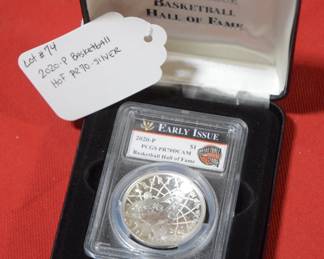 BASKETBALL
HALL OF FAME
Lot # 74
2020-P Basketball
HOF PR70-SILVER
EARLY ISSUE
2020-P $1
PCGS PR70DCAM
Basketball Hall of Fame